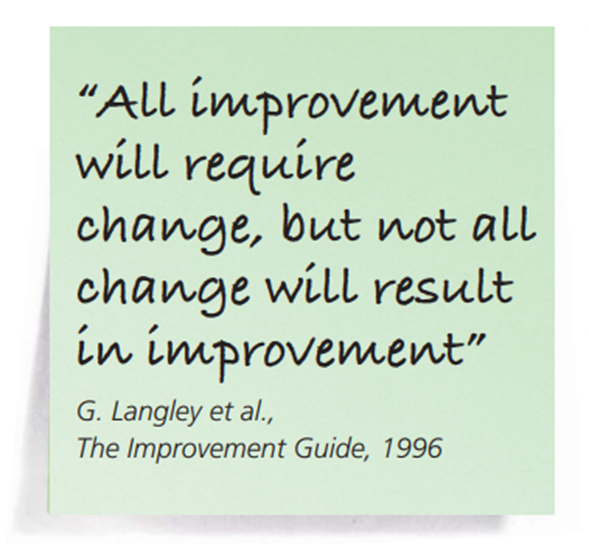 “All improvement
will require
change, but not all
change will result
in improvement”
G. Langley et al.,
The Improvement Guide, 1996